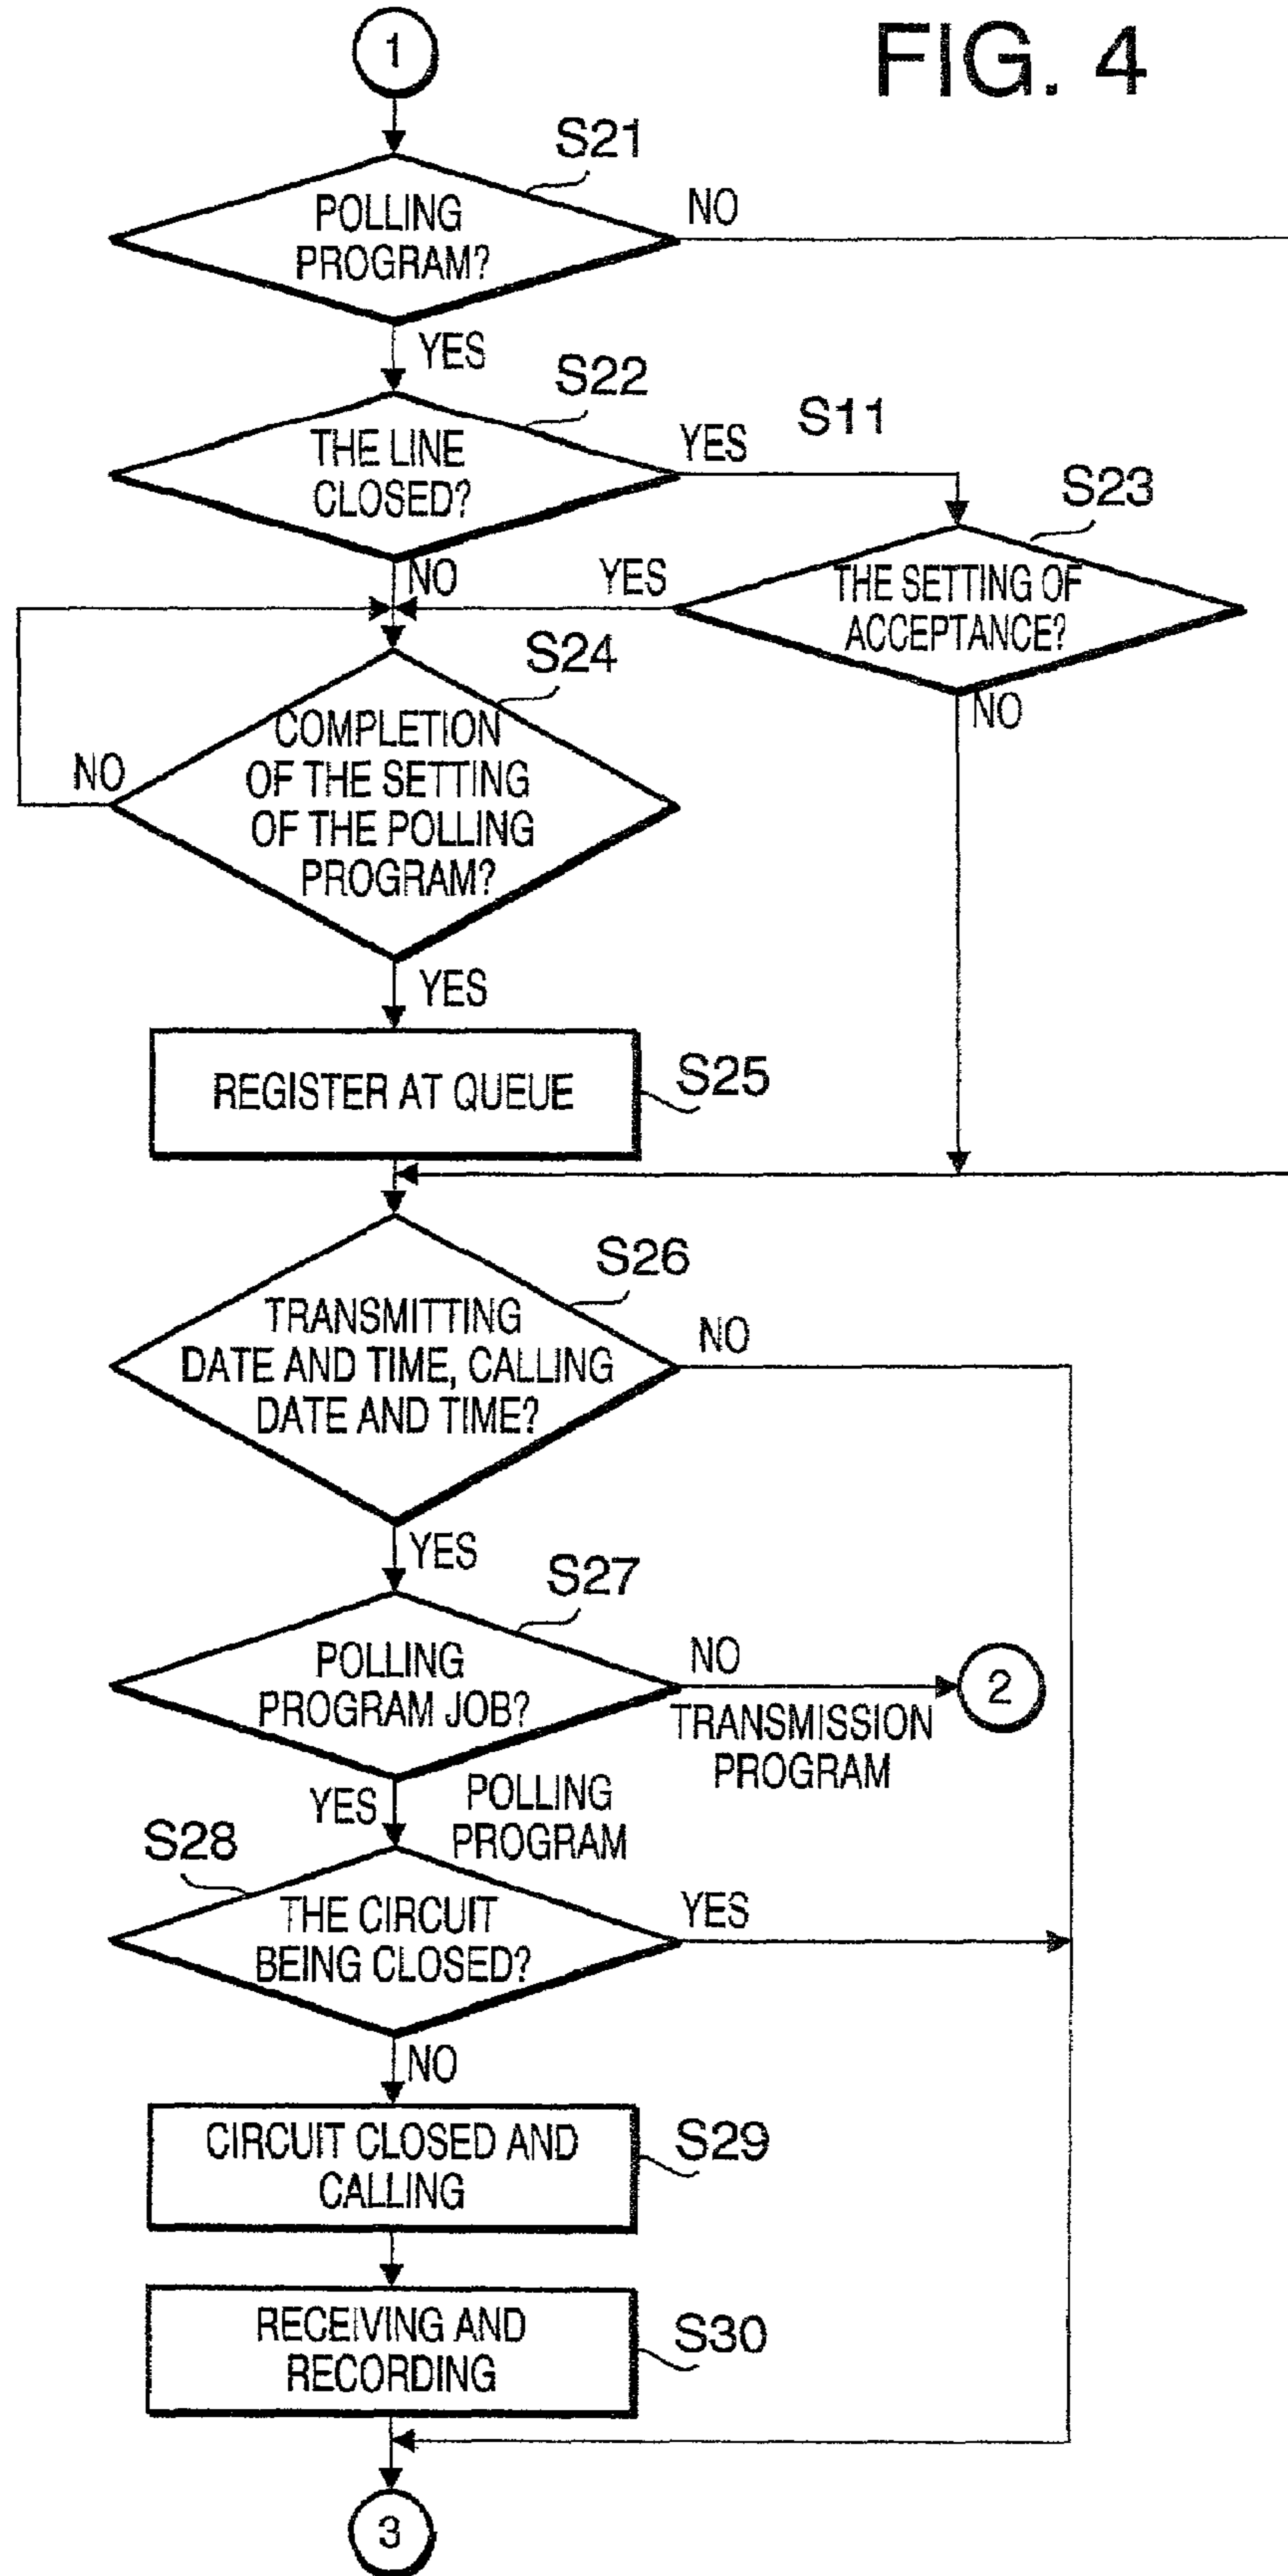 FIG. 4
1
S21
POLLING
PROGRAM?
NO
YES
S22
THE LINE
CLOSED?
YES
S11
S23
NO
YES
THE SETTING OF
ACCEPTANCE?
NO
S24
COMPLETION
OF THE SETTING
OF THE POLLING
PROGRAM?
NO
YES
REGISTER AT QUEUE
S25
S26
TRANSMITTING
DATE AND TIME, CALLING
DATE AND TIME?
NO
YES
S27
POLLING
PROGRAM JOB?
NO
2
TRANSMISSION
PROGRAM
YES
POLLING
PROGRAM
S28
THE CIRCUIT
BEING CLOSED?
YES
NO
CIRCUIT CLOSED AND
CALLING
S29
RECEIVING AND
RECORDING
S30
3